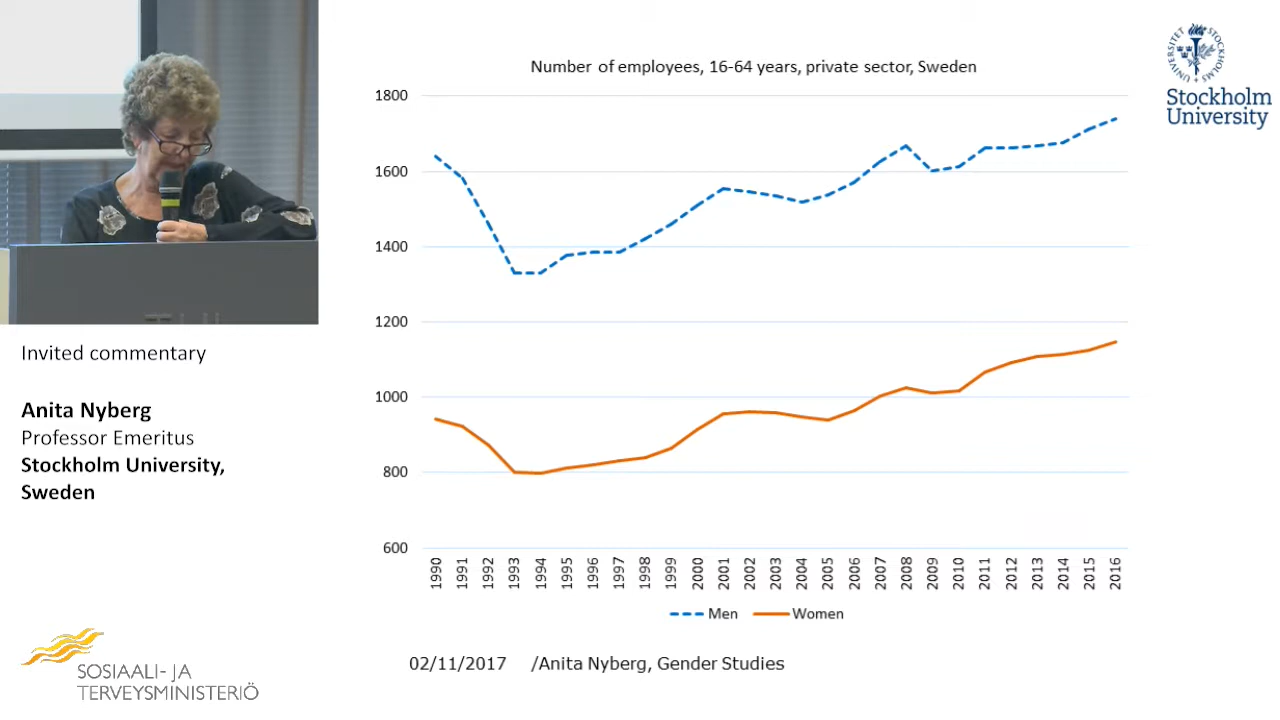 Number of employees, 16-64 years, private sector, Sweden
1800
1600
1400
1200
1000
800
600
1990 1991 1992 1993 1994 1995 1996 1997 1998 1999 2000 2001 2002 2003 2004 2005 2006 2007 2008 2009 2010 2011 2012 2013 2014 2015 2016
Men Women
02/11/2017 /Anita Nyberg, Gender Studies
STOCKHOLMS UNIVERSITET
Stockholm
University
Invited commentary
Anita Nyberg
Professor Emeritus
Stockholm University,
Sweden
SOSIAALI- JA
TERVEYSMINISTERIÖ